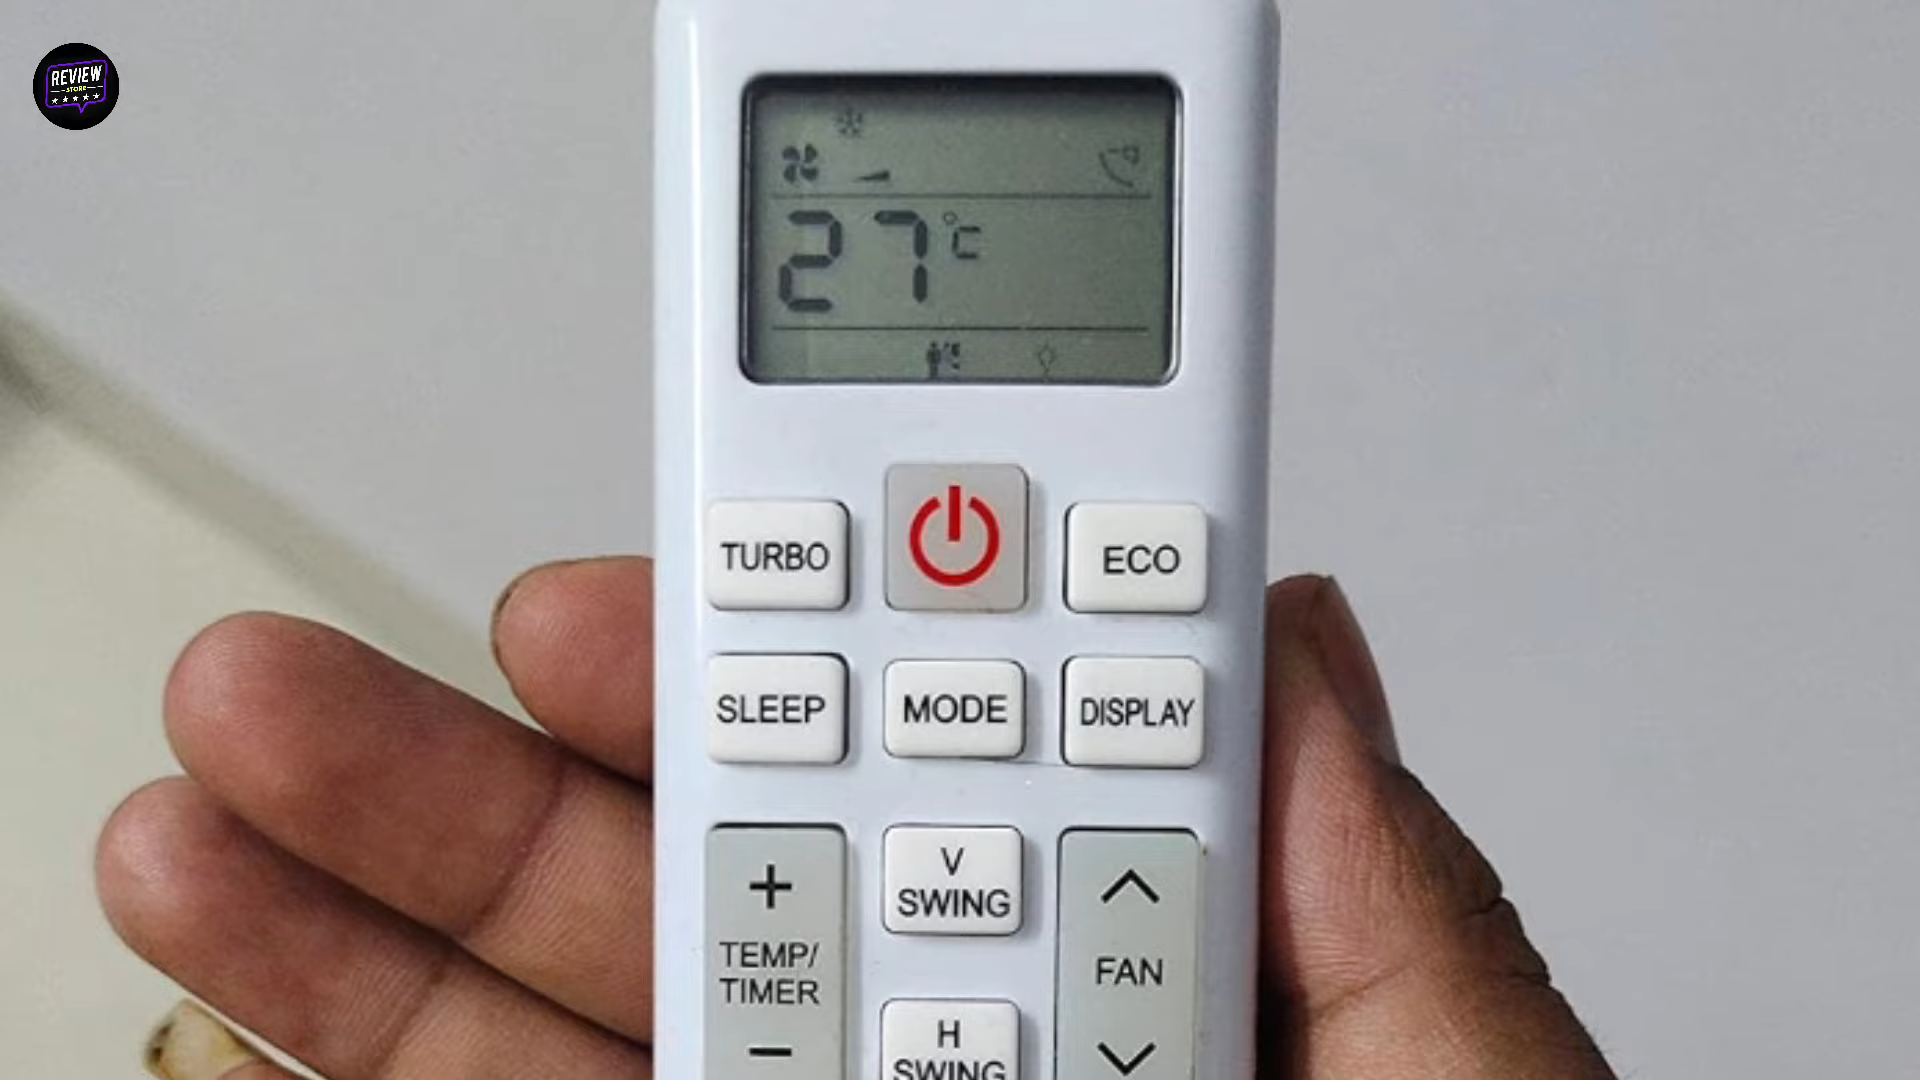 REVIEW
STORE
27°C
TURBO
ECO
SLEEP
MODE
DISPLAY
+
TEMP/
TIMER
−
V
SWING
FAN
H
SWING